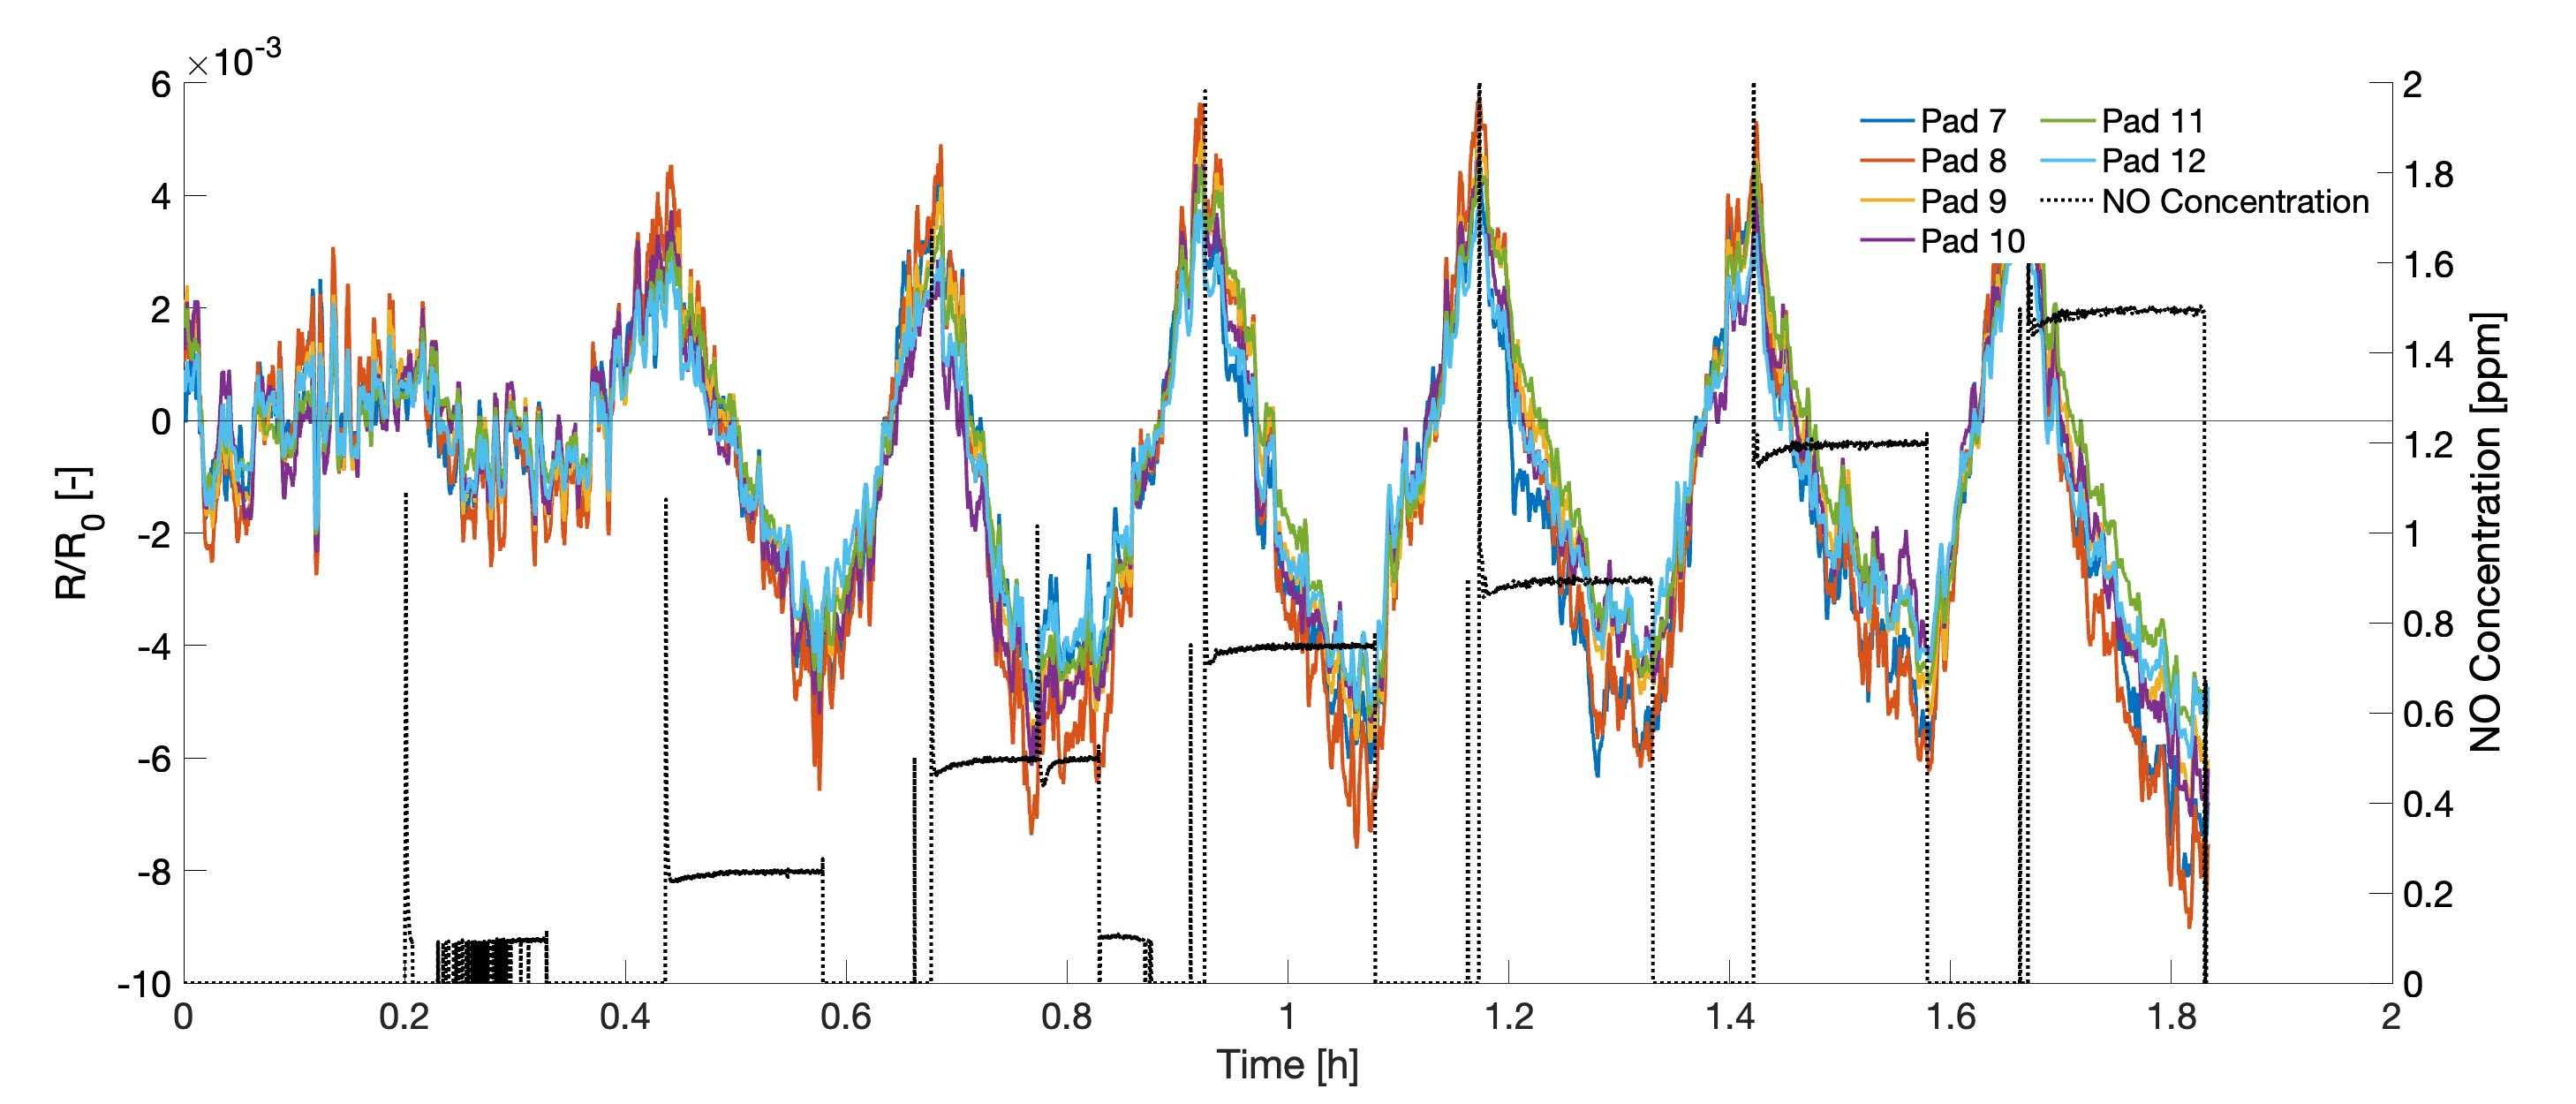 ×10-3
6
4
2
0
-2
-4
-6
-8
-10
R/R0 [-]
0 0.2 0.4 0.6 0.8 1 1.2 1.4 1.6 1.8 2
Time [h]
2
1.8
1.6
1.4
1.2
1
0.8
0.6
0.4
0.2
0
NO Concentration [ppm]
Pad 7
Pad 8
Pad 9
Pad 10
Pad 11
Pad 12
NO Concentration